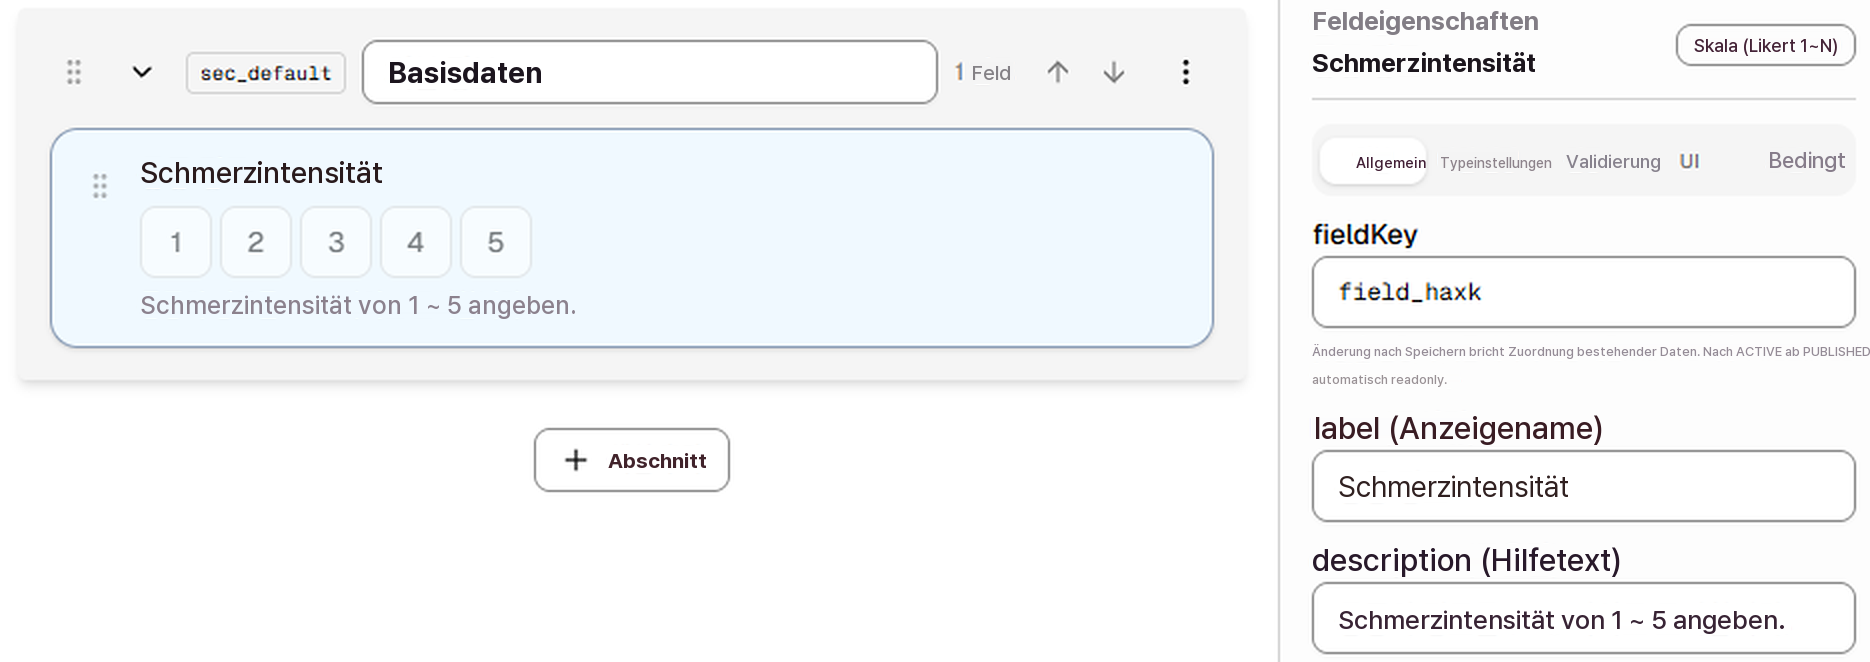 sec_default
Basisdaten
1 Feld
Schmerzintensität
1 2 3 4 5
Schmerzintensität von 1 ~ 5 angeben.
Abschnitt
Feldeigenschaften
Schmerzintensität
Skala (Likert 1~N)
Allgemein Typeinstellungen Validierung UI Bedingt
fieldKey
field_haxk
Änderung nach Speichern bricht Zuordnung bestehender Daten. Nach ACTIVE ab PUBLISHED
automatisch readonly.
label (Anzeigename)
Schmerzintensität
description (Hilfetext)
Schmerzintensität von 1 ~ 5 angeben.